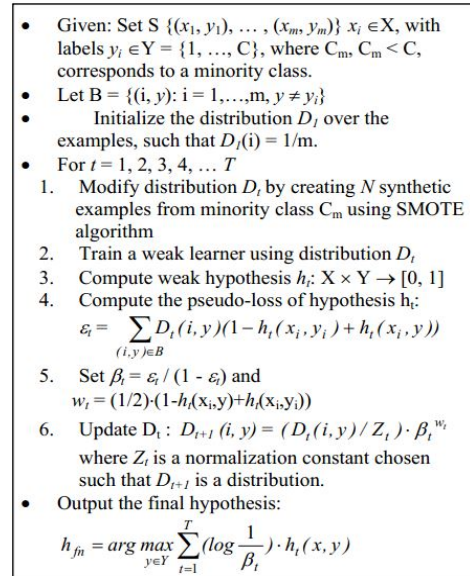 • Given: Set S {(x₁, y₁), … , (xₘ, yₘ)} xᵢ ∈X, with
labels yᵢ ∈Y = {1, …, C}, where Cₘ, Cₘ < C,
corresponds to a minority class.
• Let B = {(i, y): i = 1,…,m, y ≠ yᵢ}
• Initialize the distribution D₁ over the
examples, such that D₁(i) = 1/m.
• For t = 1, 2, 3, 4, … T
1. Modify distribution Dₜ by creating N synthetic
examples from minority class Cₘ using SMOTE
algorithm
2. Train a weak learner using distribution Dₜ
3. Compute weak hypothesis hₜ: X × Y → [0, 1]
4. Compute the pseudo-loss of hypothesis hₜ:
εₜ = ∑_{(i,y)∈B} Dₜ(i, y)(1 − hₜ(xᵢ, yᵢ) + hₜ(xᵢ, y))
5. Set βₜ = εₜ / (1 - εₜ) and
wₜ = (1/2)·(1-hₜ(xᵢ,y)+hₜ(xᵢ,yᵢ))
6. Update Dₜ : Dₜ₊₁ (i, y) = (Dₜ(i, y) / Zₜ ) · βₜ^{wₜ}
where Zₜ is a normalization constant chosen
such that Dₜ₊₁ is a distribution.
• Output the final hypothesis:
h_{fn} = arg max_{y∈Y} ∑_{t=1}^{T} (log 1/βₜ) · hₜ(x, y)